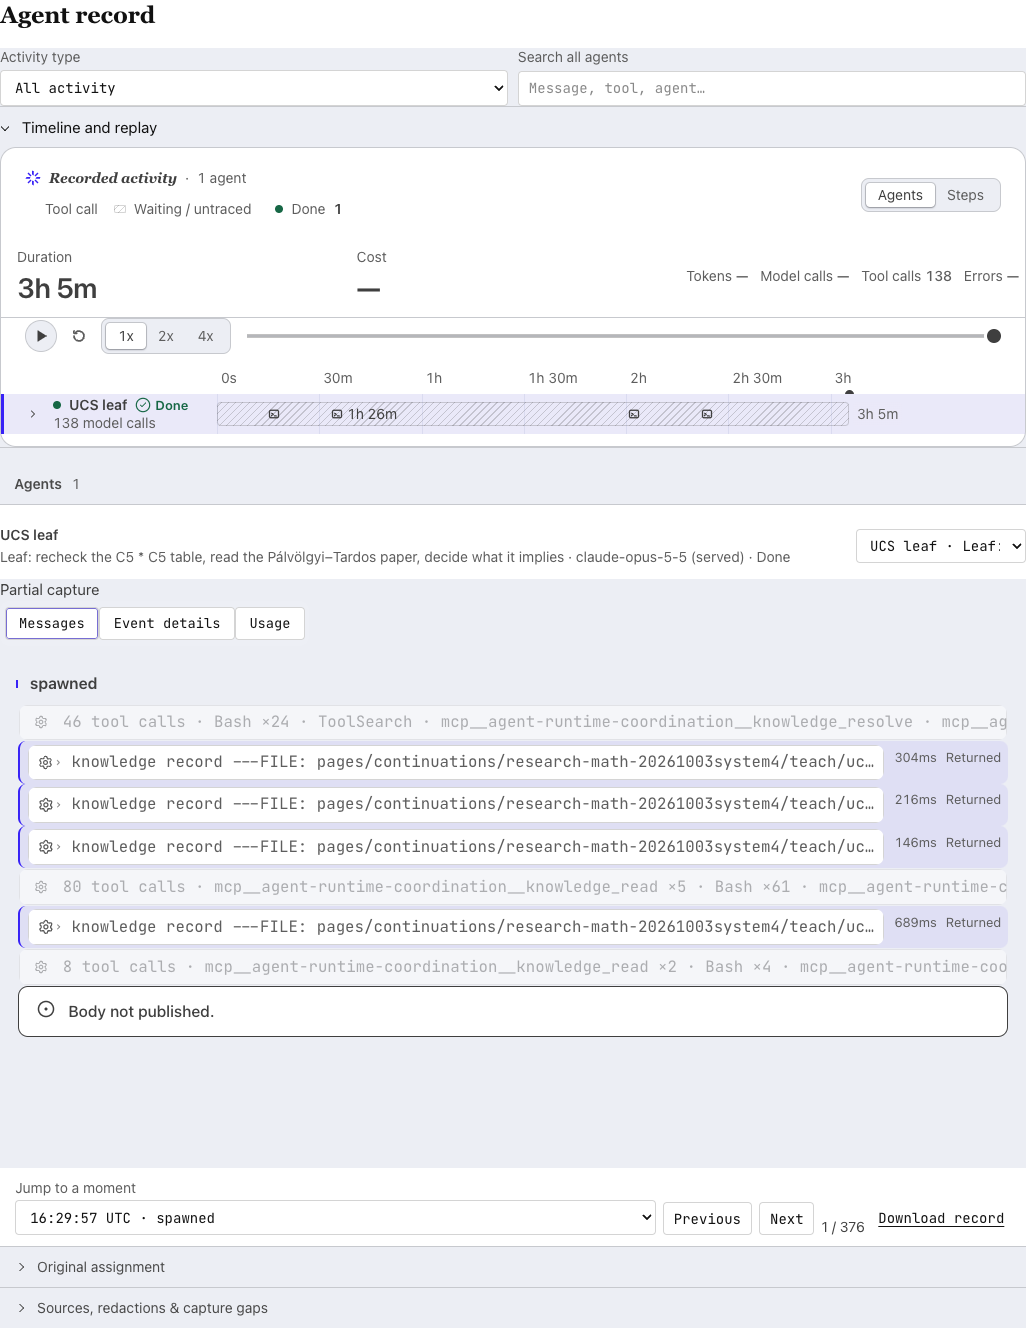 Agent record
Activity type
Search all agents
All activity
Message, tool, agent…
Timeline and replay
Recorded activity · 1 agent
Tool call Waiting / untraced Done 1
Agents Steps
Duration
Cost
3h 5m
—
Tokens — Model calls — Tool calls 138 Errors —
1x 2x 4x
0s 30m 1h 1h 30m 2h 2h 30m 3h
UCS leaf Done
138 model calls
1h 26m
3h 5m
Agents 1
UCS leaf
Leaf: recheck the C5 * C5 table, read the Pálvölgyi–Tardos paper, decide what it implies · claude-opus-5-5 (served) · Done
UCS leaf · Leaf:
Partial capture
Messages Event details Usage
spawned
46 tool calls · Bash ×24 · ToolSearch · mcp__agent-runtime-coordination__knowledge_resolve · mcp__ag
knowledge record ---FILE: pages/continuations/research-math-20261003system4/teach/uc… 304ms Returned
knowledge record ---FILE: pages/continuations/research-math-20261003system4/teach/uc… 216ms Returned
knowledge record ---FILE: pages/continuations/research-math-20261003system4/teach/uc… 146ms Returned
80 tool calls · mcp__agent-runtime-coordination__knowledge_read ×5 · Bash ×61 · mcp__agent-runtime-c
knowledge record ---FILE: pages/continuations/research-math-20261003system4/teach/uc… 689ms Returned
8 tool calls · mcp__agent-runtime-coordination__knowledge_read ×2 · Bash ×4 · mcp__agent-runtime-coo
Body not published.
Jump to a moment
16:29:57 UTC · spawned
Previous Next 1 / 376 Download record
Original assignment
Sources, redactions & capture gaps